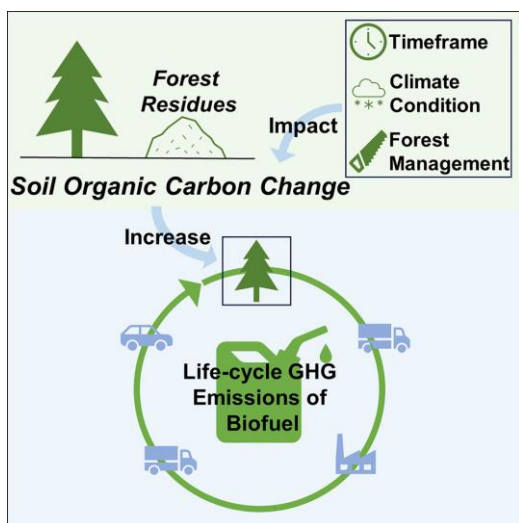 Timeframe
Forest
Residues
Climate
Condition
Impact
Forest
Management
Soil Organic Carbon Change
Increase
Life-cycle GHG
Emissions of
Biofuel